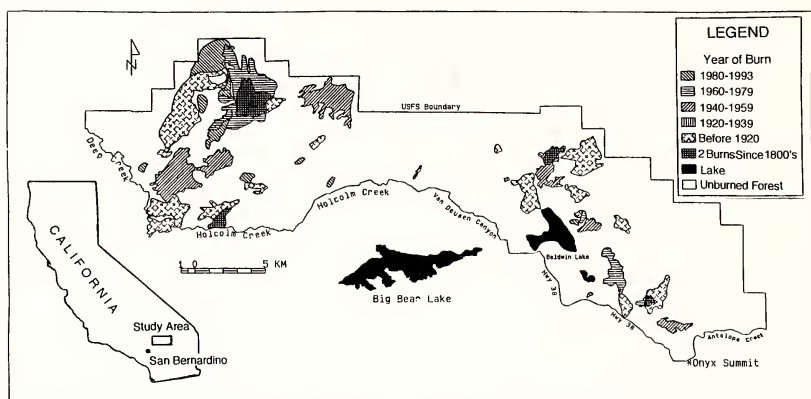 LEGEND
Year of Burn
1980-1993
1960-1979
1940-1959
1920-1939
Before 1920
2 Burns Since 1800's
Lake
Unburned Forest
N
USFS Boundary
Deep Creek
Holcolm Creek
Holcolm Creek
Van Deusen Canyon
Baldwin Lake
Big Bear Lake
Hwy 38
Hwy 38
Antelope Creek
*Onyx Summit
1 0 5 KM
CALIFORNIA
Study Area
San Bernardino